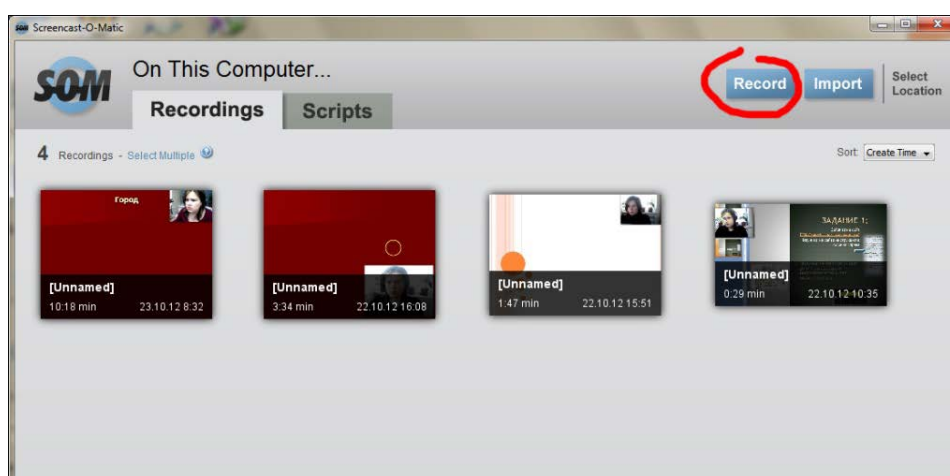 Screencast-O-Matic
SOM
On This Computer...
Record
Import
Select
Location
Recordings
Scripts
4 Recordings - Select Multiple
Sort: Create Time
Город
[Unnamed]
10:18 min 23.10.12 8:32
[Unnamed]
3:34 min 22.10.12 16:08
[Unnamed]
1:47 min 22.10.12 15:51
ЗАДАНИЕ 1:
[Unnamed]
0:29 min 22.10.12 10:35